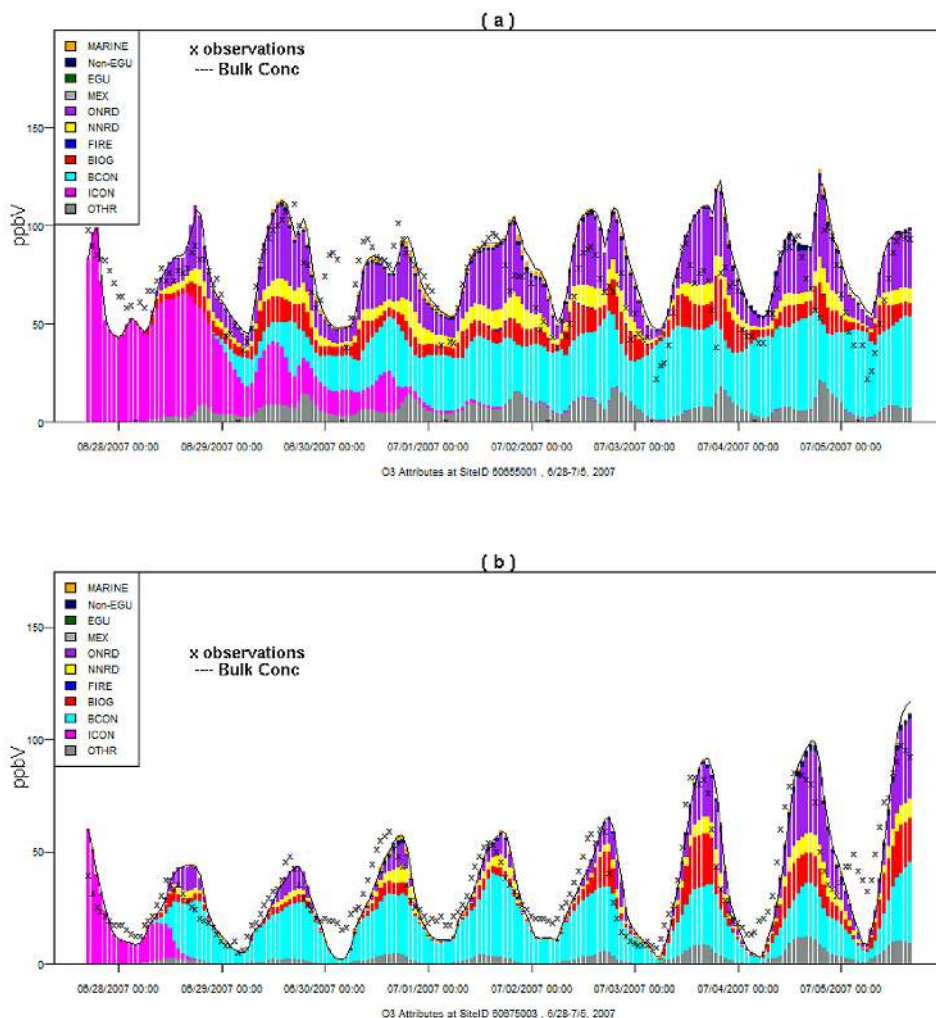 ( a )
MARINE
Non-EGU
EGU
MEX
ONRD
NNRD
FIRE
BIOG
BCON
ICON
OTHR
x observations
---- Bulk Conc
ppbV
150
100
50
0
06/28/2007 00:00 06/29/2007 00:00 06/30/2007 00:00 07/01/2007 00:00 07/02/2007 00:00 07/03/2007 00:00 07/04/2007 00:00 07/05/2007 00:00
O3 Attributes at SiteID 60655001 , 6/28-7/5, 2007
( b )
MARINE
Non-EGU
EGU
MEX
ONRD
NNRD
FIRE
BIOG
BCON
ICON
OTHR
x observations
---- Bulk Conc
ppbV
150
100
50
0
06/28/2007 00:00 06/29/2007 00:00 06/30/2007 00:00 07/01/2007 00:00 07/02/2007 00:00 07/03/2007 00:00 07/04/2007 00:00 07/05/2007 00:00
O3 Attributes at SiteID 60675003 , 6/28-7/5, 2007